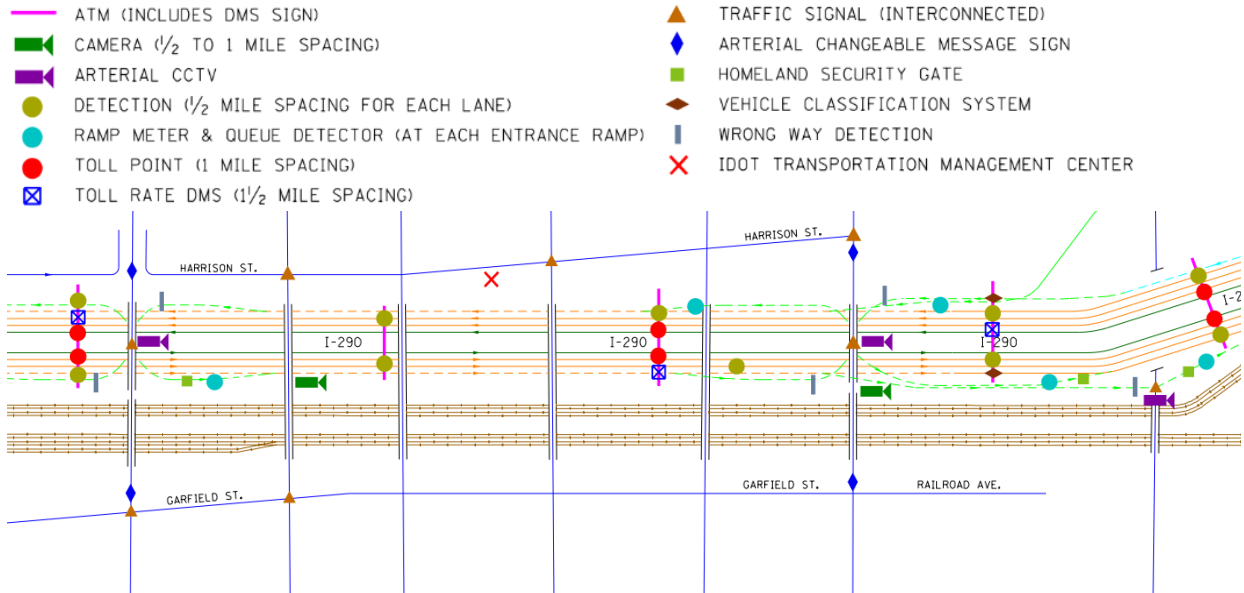 ATM (INCLUDES DMS SIGN)
CAMERA (1/2 TO 1 MILE SPACING)
ARTERIAL CCTV
DETECTION (1/2 MILE SPACING FOR EACH LANE)
RAMP METER & QUEUE DETECTOR (AT EACH ENTRANCE RAMP)
TOLL POINT (1 MILE SPACING)
TOLL RATE DMS (1 1/2 MILE SPACING)
TRAFFIC SIGNAL (INTERCONNECTED)
ARTERIAL CHANGEABLE MESSAGE SIGN
HOMELAND SECURITY GATE
VEHICLE CLASSIFICATION SYSTEM
WRONG WAY DETECTION
IDOT TRANSPORTATION MANAGEMENT CENTER
HARRISON ST.
HARRISON ST.
I-2
I-290
I-290
I-290
GARFIELD ST.
GARFIELD ST.
RAILROAD AVE.